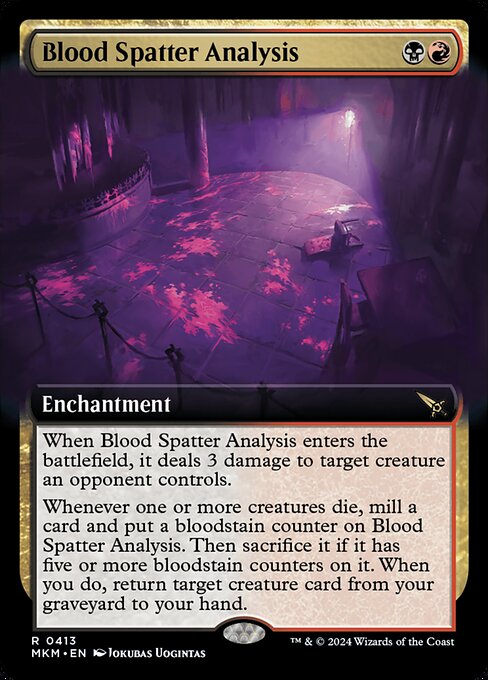 Blood Spatter Analysis
Enchantment
When Blood Spatter Analysis enters the
battlefield, it deals 3 damage to target creature
an opponent controls.
Whenever one or more creatures die, mill a
card and put a bloodstain counter on Blood
Spatter Analysis. Then sacrifice it if it has
five or more bloodstain counters on it. When
you do, return target creature card from your
graveyard to your hand.
R 0413
MKM • EN Jokubas Uogintas
™ & © 2024 Wizards of the Coast